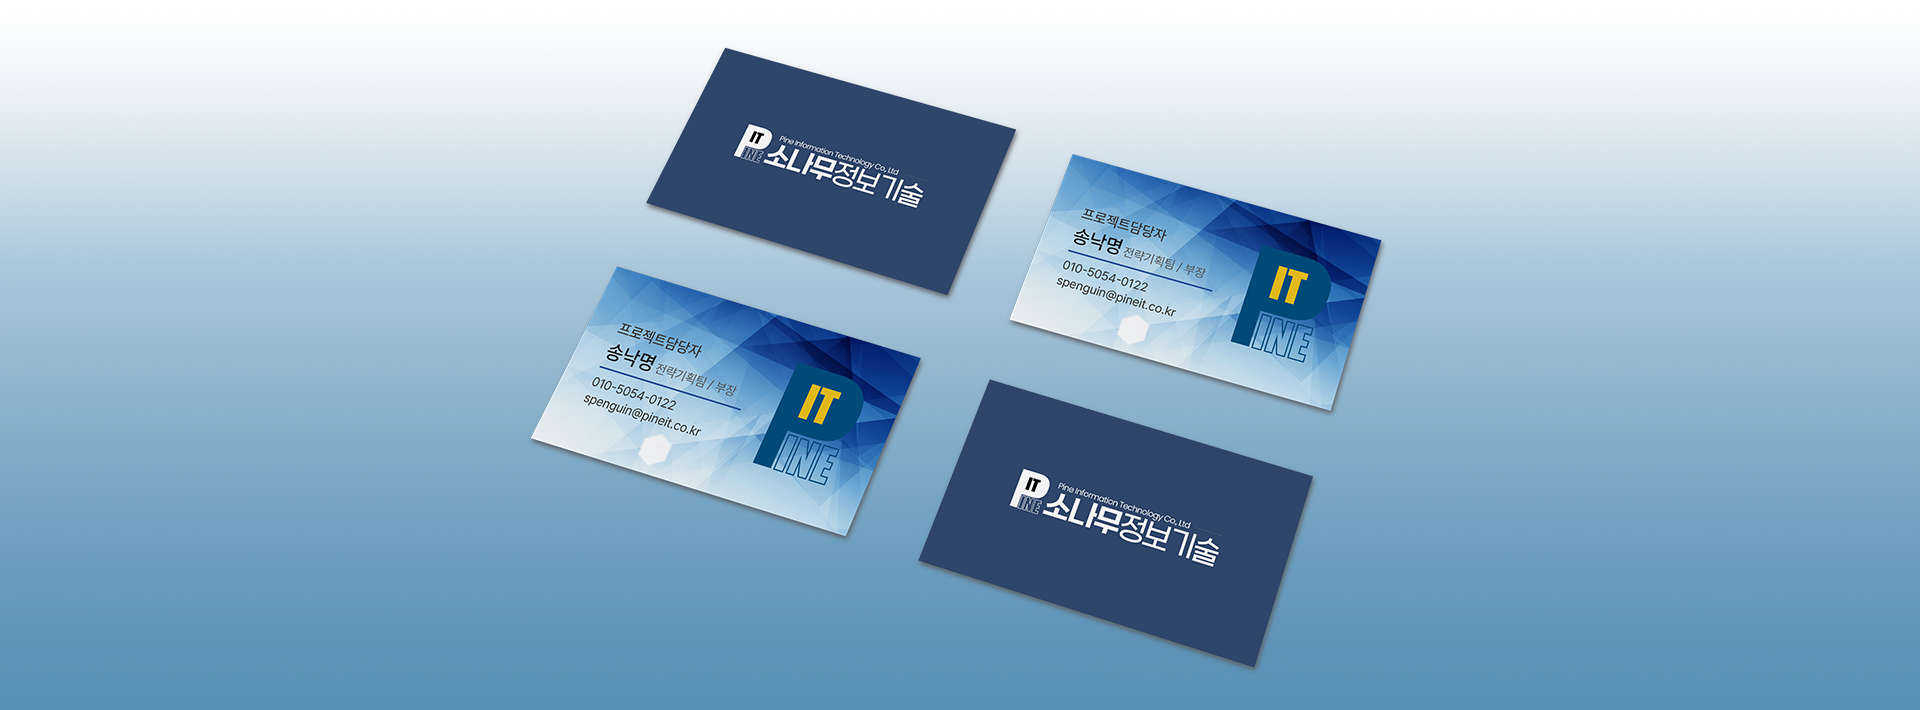 IT
PINE
Pine Information Technology Co, Ltd
소나무정보기술
프로젝트담당자
송낙명 전략기획팀 / 부장
010-5054-0122
spenguin@pineit.co.kr
IT
PINE
프로젝트담당자
송낙명 전략기획팀 / 부장
010-5054-0122
spenguin@pineit.co.kr
IT
PINE
IT
PINE
Pine Information Technology Co, Ltd
소나무정보기술